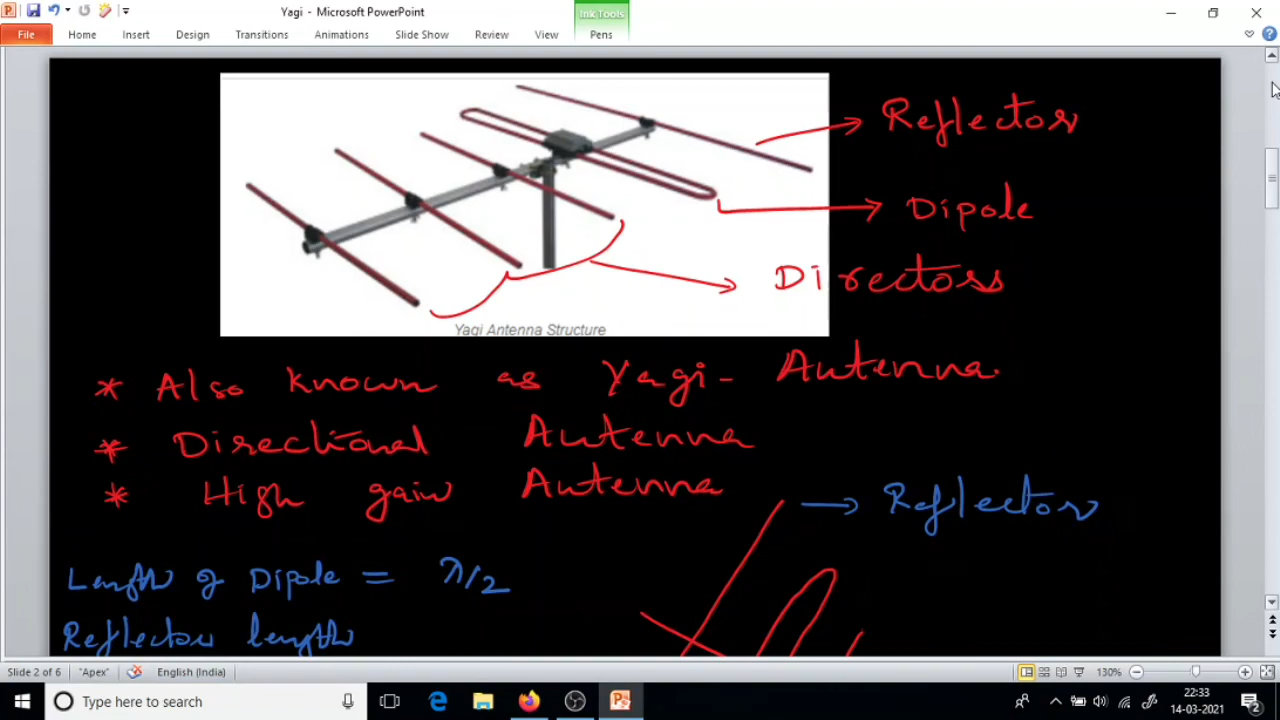 Yagi - Microsoft PowerPoint
Ink Tools
File Home Insert Design Transitions Animations Slide Show Review View Pens
Reflector
Dipole
Directors
Yagi Antenna Structure
* Also known as Yagi- Antenna.
* Directional Antenna
* High gain Antenna
Reflector
Length of Dipole = λ/2
Reflector length
Slide 2 of 6 "Apex" English (India) 130%
Type here to search
22:33
14-03-2021
2